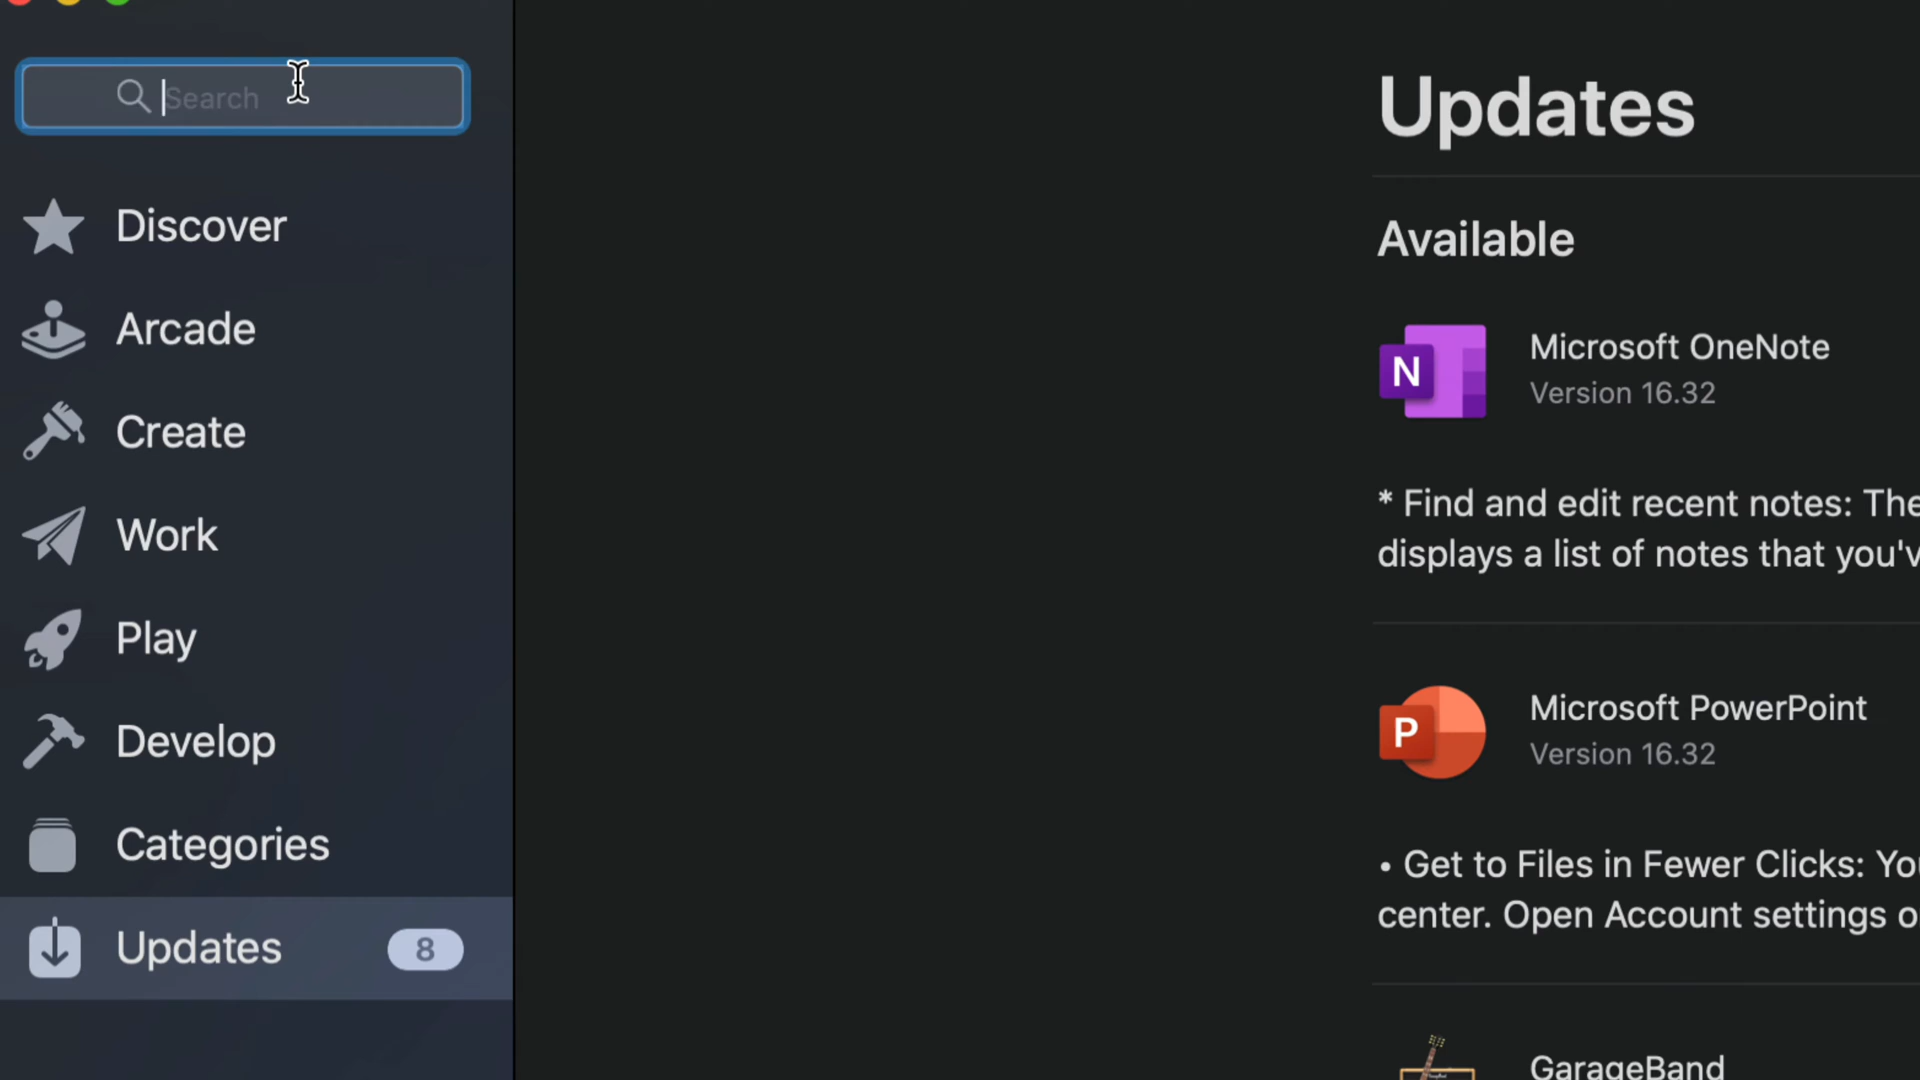 Search
Discover
Arcade
Create
Work
Play
Develop
Categories
Updates 8
Updates
Available
N
Microsoft OneNote
Version 16.32
* Find and edit recent notes: The
displays a list of notes that you'v
P
Microsoft PowerPoint
Version 16.32
• Get to Files in Fewer Clicks: You
center. Open Account settings o
GarageBand